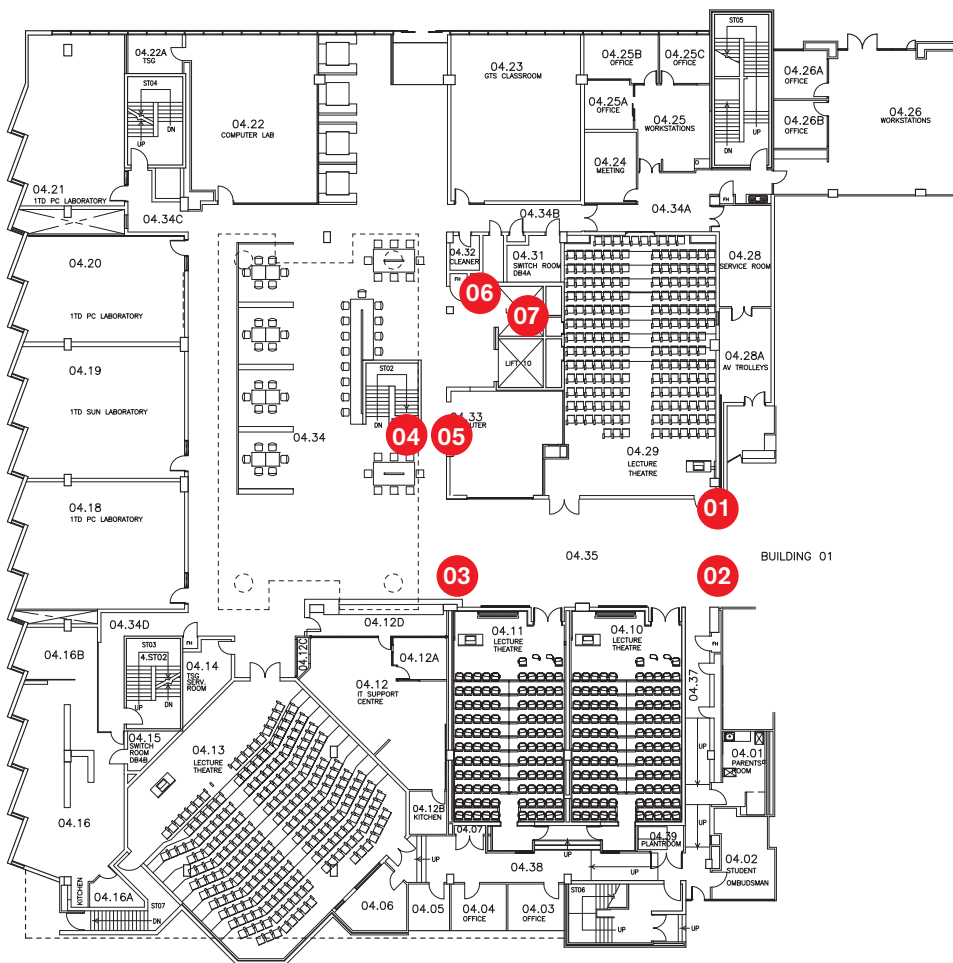 ST05
04.22A
TSG
04.23
GTS CLASSROOM
04.25B
OFFICE
04.25C
OFFICE
04.26A
OFFICE
ST04
DN
UP
04.22
COMPUTER LAB
04.25A
OFFICE
04.25
WORKSTATIONS
04.26B
OFFICE
04.26
WORKSTATIONS
DN
UP
04.24
MEETING
04.21
1TD PC LABORATORY
04.34C
04.34B
04.34A
FH
04.32
CLEANER
04.31
SWITCH ROOM
DB4A
04.28
SERVICE ROOM
04.20
FH
06
07
1TD PC LABORATORY
04.28A
AV TROLLEYS
04.19
LIFT 10
ST02
1TD SUN LABORATORY
04.33
DN
04
05
04.34
04.29
LECTURE
THEATRE
04.18
1TD PC LABORATORY
01
04.35
BUILDING 01
03
02
04.34D
04.12D
04.11
LECTURE
THEATRE
04.10
LECTURE
THEATRE
FH
ST03
4.ST02
FH
04.14
TSG
SERV.
ROOM
04.12C
04.12A
04.16B
04.12
IT SUPPORT
CENTRE
04.37
UP
DN
UP
04.15
SWITCH
ROOM
DB4B
04.13
LECTURE
THEATRE
04.01
PARENTS
ROOM
04.12B
KITCHEN
04.16
04.07
UP
04.39
PLANTROOM
UP
UP
04.38
UP
04.02
STUDENT
OMBUDSMAN
KITCHEN
04.16A
ST07
DN
04.06
04.05
04.04
OFFICE
04.03
OFFICE
ST06
UP
UP